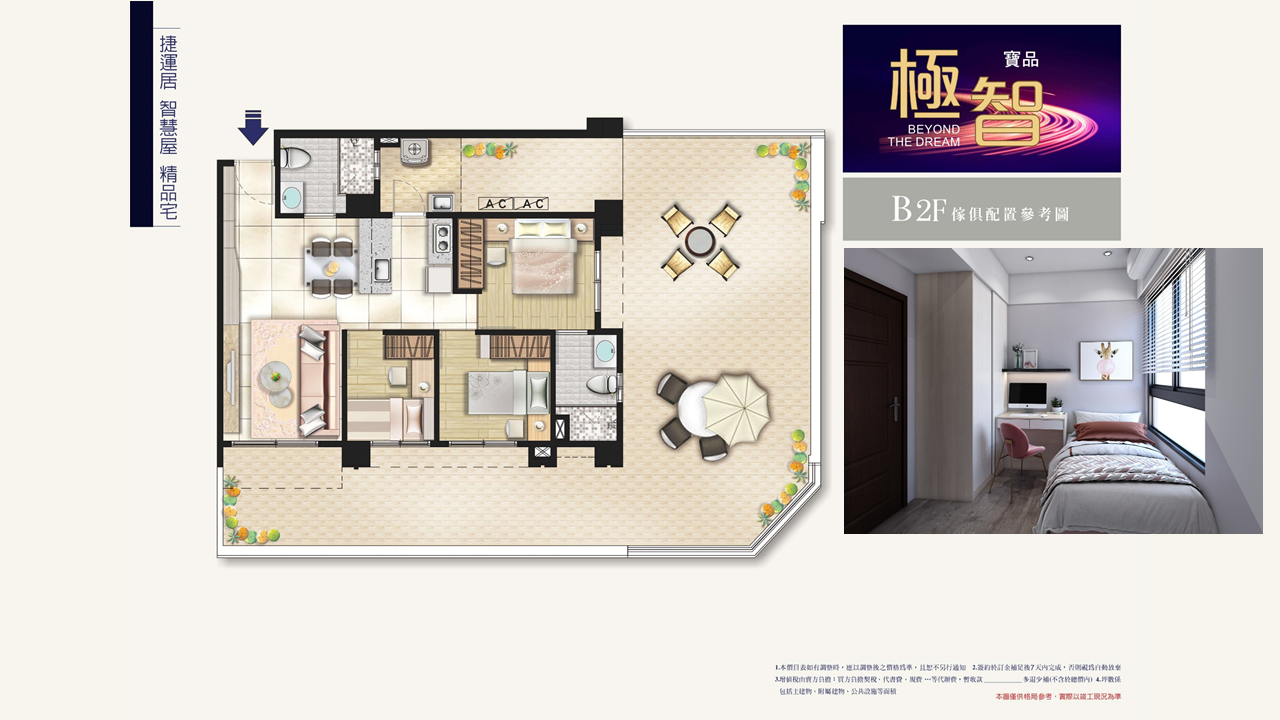 捷運居 智慧屋 精品宅
寶品
極智
BEYOND
THE DREAM
B 2F 傢俱配置參考圖
AC AC
1.本價目表如有調整時，應以調整後之價格為準，且恕不另行通知 2.簽約於訂金補足後7天內完成，否則視為自動放棄
3.增值稅由賣方負擔；買方負擔契稅、代書費、規費…等代辦費，暫收款____________多退少補(不含於總價內) 4.坪數係
包括主建物、附屬建物、公共設施等面積
本圖僅供格局參考，實際以竣工現況為準